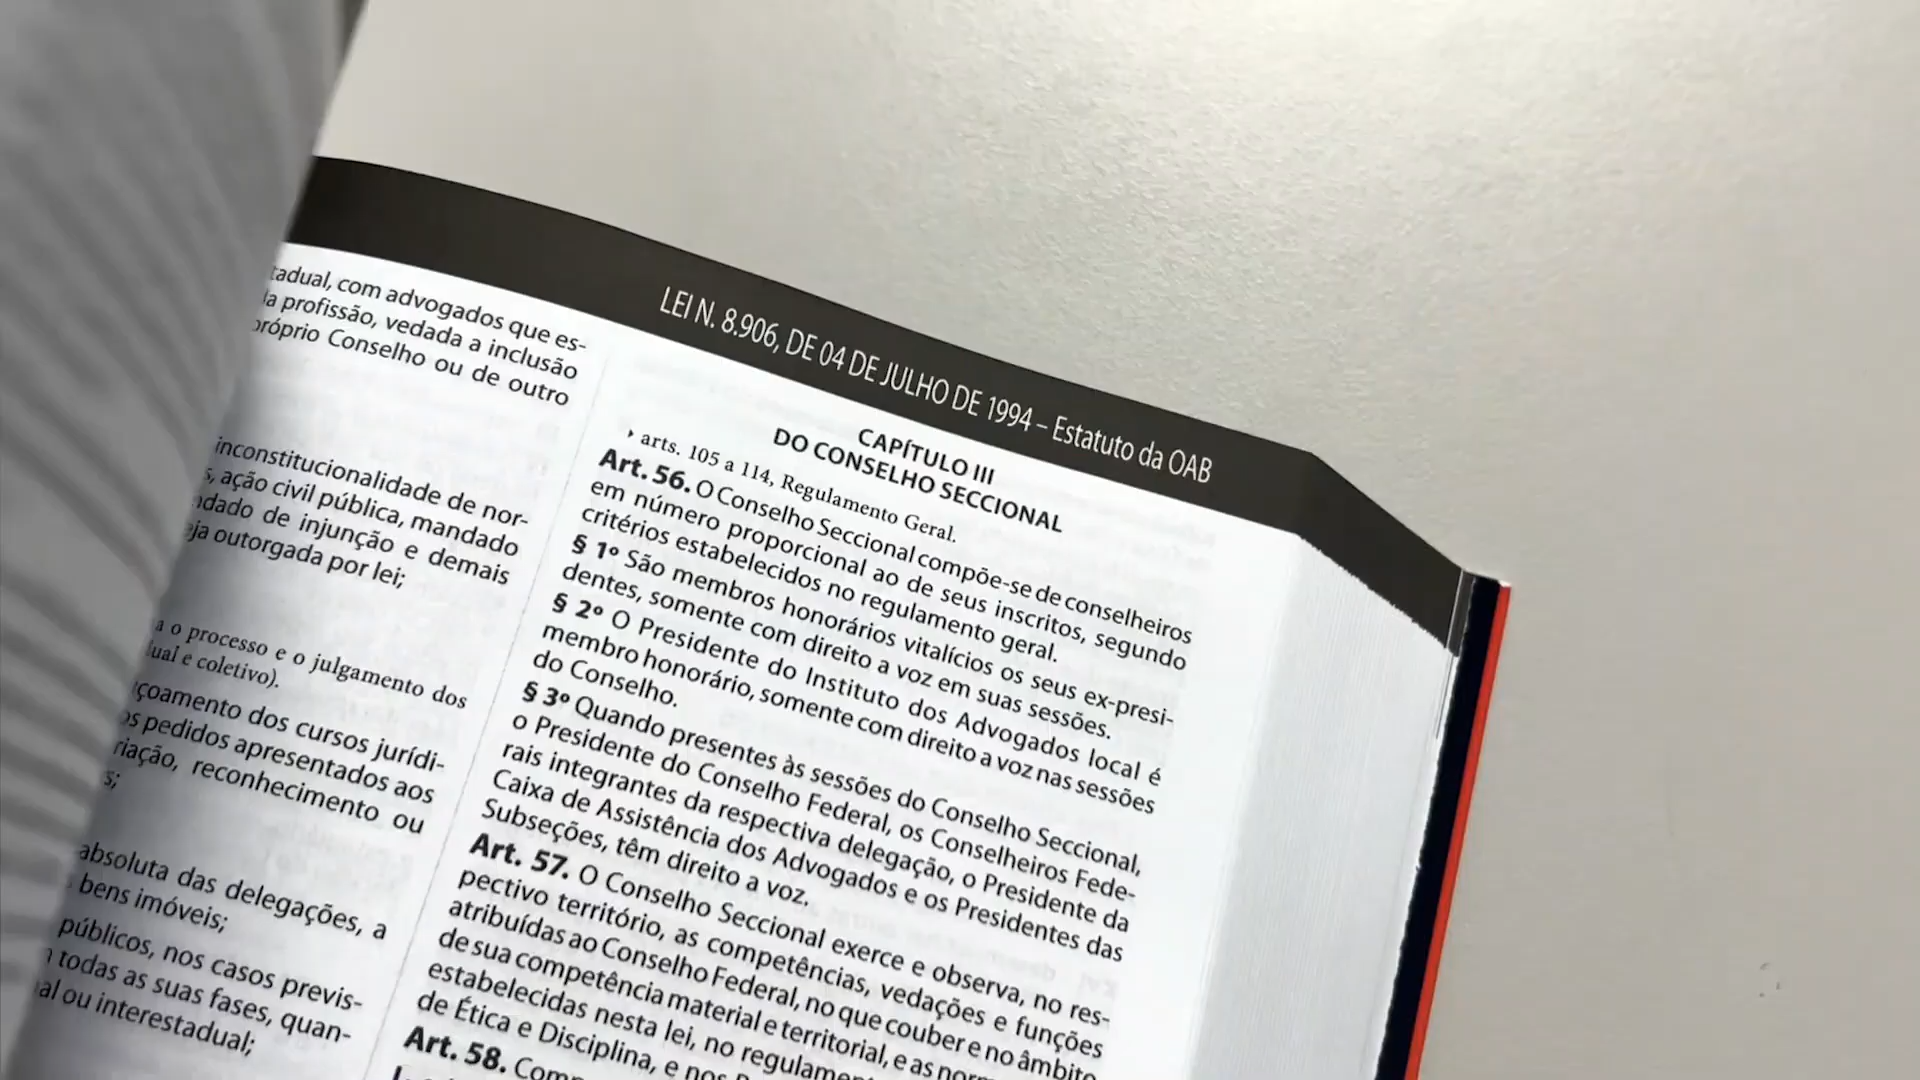 LEI N. 8.906, DE 04 DE JULHO DE 1994 – Estatuto da OAB
tadual, com advogados que es-
la profissão, vedada a inclusão
próprio Conselho ou de outro
inconstitucionalidade de nor-
s, ação civil pública, mandado
ndado de injunção e demais
eja outorgada por lei;
a o processo e o julgamento dos
dual e coletivo).
çoamento dos cursos jurídi-
os pedidos apresentados aos
riação, reconhecimento ou
s;
absoluta das delegações, a
bens imóveis;
públicos, nos casos previs-
todas as suas fases, quan-
al ou interestadual;
CAPÍTULO III
DO CONSELHO SECCIONAL
arts. 105 a 114, Regulamento Geral.
Art. 56. O Conselho Seccional compõe-se de conselheiros
em número proporcional ao de seus inscritos, segundo
critérios estabelecidos no regulamento geral.
§ 1º São membros honorários vitalícios os seus ex-presi-
dentes, somente com direito a voz em suas sessões.
§ 2º O Presidente do Instituto dos Advogados local é
membro honorário, somente com direito a voz nas sessões
do Conselho.
§ 3º Quando presentes às sessões do Conselho Seccional,
o Presidente do Conselho Federal, os Conselheiros Fede-
rais integrantes da respectiva delegação, o Presidente da
Caixa de Assistência dos Advogados e os Presidentes das
Subseções, têm direito a voz.
Art. 57. O Conselho Seccional exerce e observa, no res-
pectivo território, as competências, vedações e funções
atribuídas ao Conselho Federal, no que couber e no âmbito
de sua competência material e territorial, e as nor
estabelecidas nesta lei, no regulamen
de Ética e Disciplina, e nos
Art. 58. Com